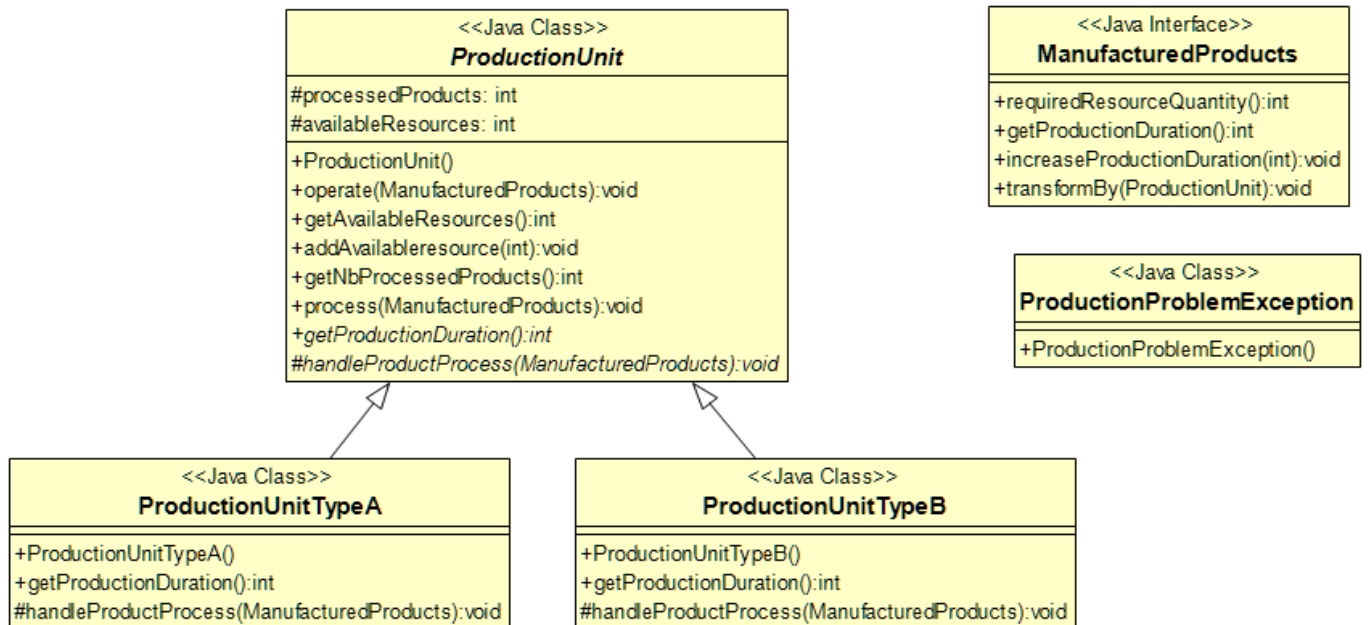 <<Java Class>>
ProductionUnit
#processedProducts: int
#availableResources: int
+ProductionUnit()
+operate(ManufacturedProducts):void
+getAvailableResources():int
+addAvailableresource(int):void
+getNbProcessedProducts():int
+process(ManufacturedProducts):void
+getProductionDuration():int
#handleProductProcess(ManufacturedProducts):void
<<Java Interface>>
ManufacturedProducts
+requiredResourceQuantity():int
+getProductionDuration():int
+increaseProductionDuration(int):void
+transformBy(ProductionUnit):void
<<Java Class>>
ProductionProblemException
+ProductionProblemException()
<<Java Class>>
ProductionUnitTypeA
+ProductionUnitTypeA()
+getProductionDuration():int
#handleProductProcess(ManufacturedProducts):void
<<Java Class>>
ProductionUnitTypeB
+ProductionUnitTypeB()
+getProductionDuration():int
#handleProductProcess(ManufacturedProducts):void